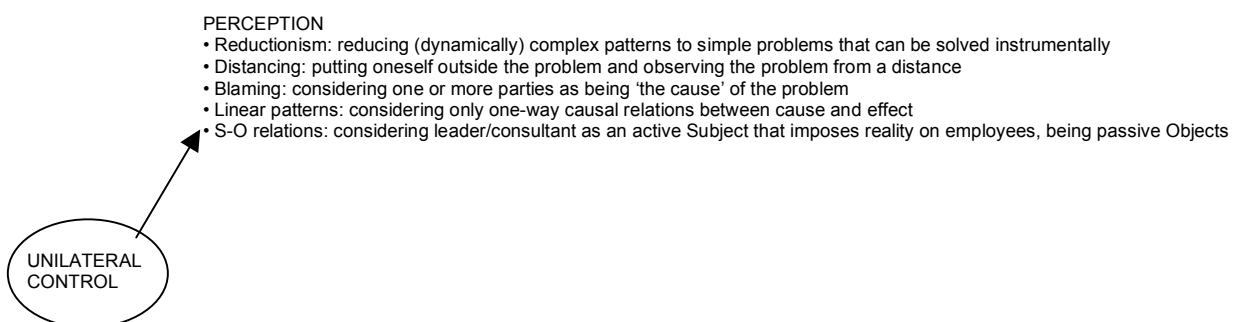 PERCEPTION
• Reductionism: reducing (dynamically) complex patterns to simple problems that can be solved instrumentally
• Distancing: putting oneself outside the problem and observing the problem from a distance
• Blaming: considering one or more parties as being ‘the cause’ of the problem
• Linear patterns: considering only one-way causal relations between cause and effect
• S-O relations: considering leader/consultant as an active Subject that imposes reality on employees, being passive Objects
UNILATERAL
CONTROL